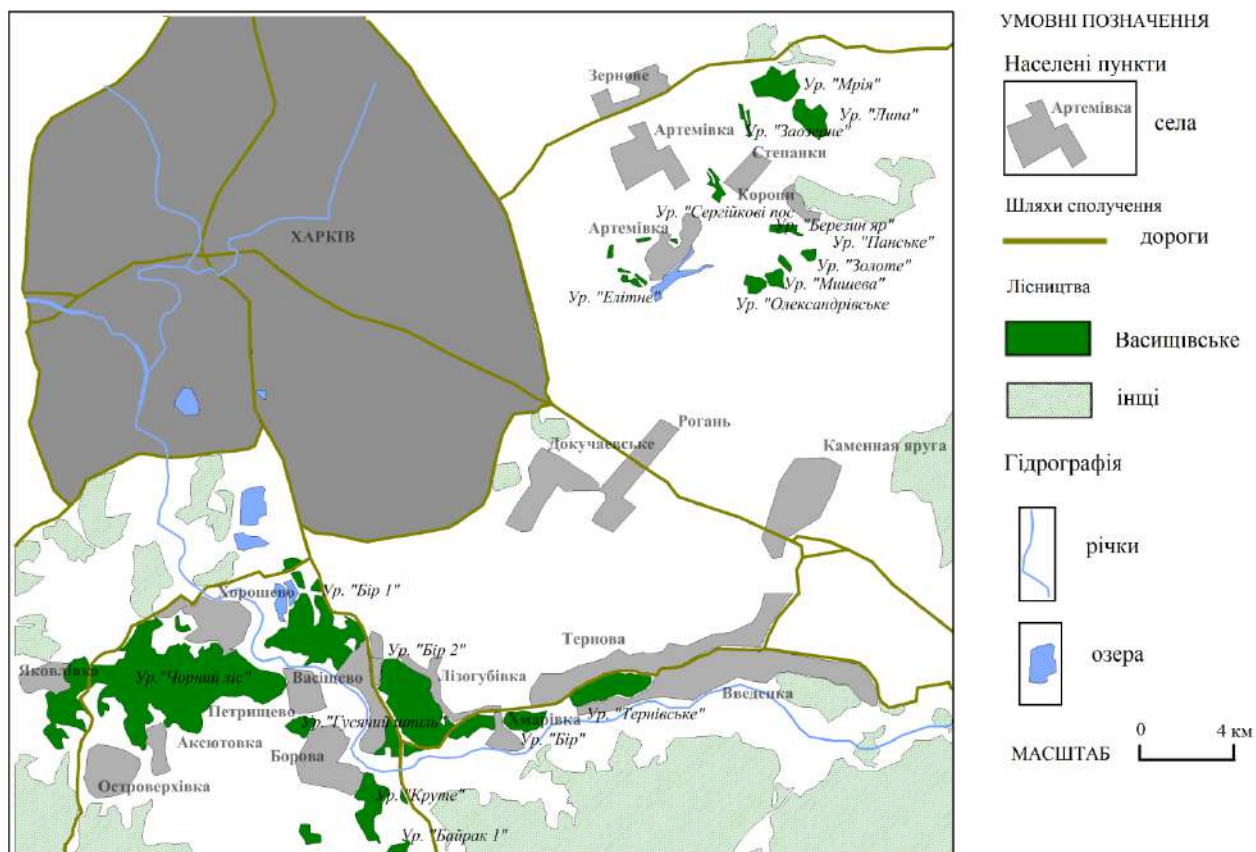 Зернове
Ур. "Мрія"
Ур. "Липа"
Артемівка
Ур. "Заозерне"
Степанки
Коропи
Ур. "Сергійкові пос
Ур. "Березин яр"
ХАРКІВ
Артемівка
Ур. "Панське"
Ур. "Золоте"
Ур. "Мишева"
Ур. "Елітне"
Ур. "Олександрівське
Рогань
Докучаевське
Каменная яруга
Хорошево
Ур. "Бір 1"
Тернова
Ур. "Бір 2"
Яковлівка
Ур."Чорний ліс"
Васіщево
Лізогубівка
Введенка
Петрищево
Ур."Гусячий шпиль"
Хмарівка
Ур. "Тернівське"
Аксютовка
Борова
Ур. "Бір"
Островерхівка
Ур. "Круте"
Ур. "Байрак 1"
УМОВНІ ПОЗНАЧЕННЯ
Населені пункти
Артемівка
села
Шляхи сполучення
дороги
Лісництва
Васищівське
інщі
Гідрографія
річки
озера
МАСШТАБ
0 4 км